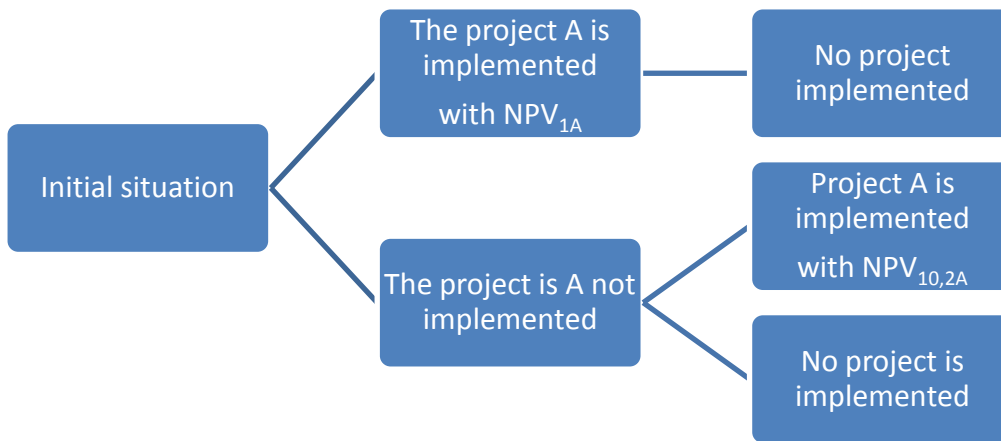 Initial situation
The project A is
implemented
with NPV1A
The project is A not
implemented
No project
implemented
Project A is
implemented
with NPV10,2A
No project is
implemented